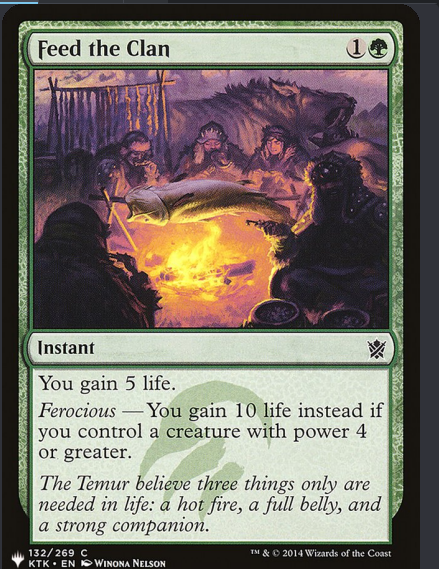 Feed the Clan 1
Instant
You gain 5 life.
Ferocious — You gain 10 life instead if
you control a creature with power 4
or greater.
The Temur believe three things only are
needed in life: a hot fire, a full belly, and
a strong companion.
132/269 C
KTK • EN Winona Nelson
™ & © 2014 Wizards of the Coast